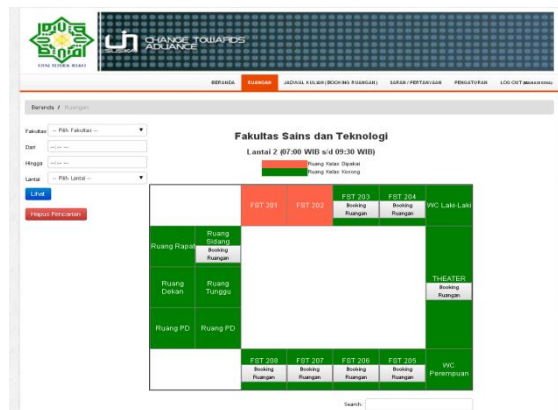 CHANGE TOWARDS
ADVANCE
BERANDA RUANGAN JADWAL KULIAH (BOOKING RUANGAN) SARAN / PERTANYAAN PENGATURAN LOG OUT
Beranda / Ruangan
Fakultas -- Pilih Fakultas --
Dari --:-- --
Hingga --:-- --
Lantai -- Pilih Lantai --
Lihat
Hapus Pencarian
Fakultas Sains dan Teknologi
Lantai 2 (07:00 WIB s/d 09:30 WIB)
Ruang Kelas Dipakai
Ruang Kelas Kosong
FST 201 FST 202 FST 203 Booking Ruangan FST 204 Booking Ruangan WC Laki-Laki
Ruang Rapat Ruang Sidang Booking Ruangan
THEATER Booking Ruangan
Ruang Dekan Ruang Tunggu
Ruang PD Ruang PD
FST 208 Booking Ruangan FST 207 Booking Ruangan FST 206 Booking Ruangan FST 205 Booking Ruangan WC Perempuan
Search: